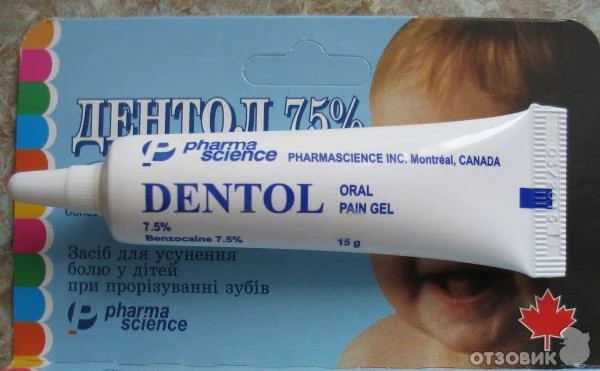 ДЕНТОЛ 7.5%
pharma
science
PHARMASCIENCE INC. Montréal, CANADA
DENTOL
ORAL
PAIN GEL
7.5%
Benzocaine 7.5%
15 g
Засіб для усунення
болю у дітей
при прорізуванні зубів
pharma
science
ОТЗОВИК